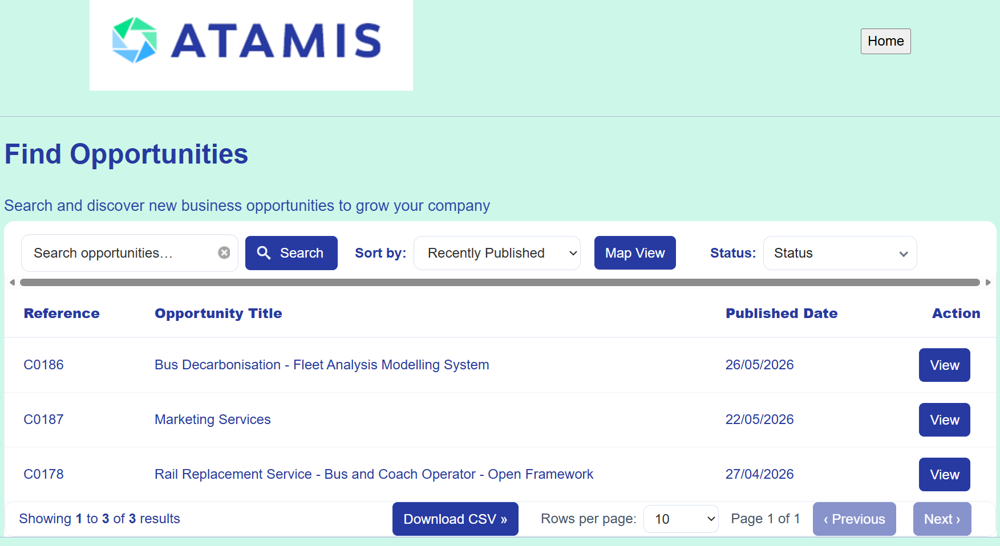 ATAMIS
Home
Find Opportunities
Search and discover new business opportunities to grow your company
Search opportunities… Search Sort by: Recently Published Map View Status: Status
Reference Opportunity Title Published Date Action
C0186 Bus Decarbonisation - Fleet Analysis Modelling System 26/05/2026 View
C0187 Marketing Services 22/05/2026 View
C0178 Rail Replacement Service - Bus and Coach Operator - Open Framework 27/04/2026 View
Showing 1 to 3 of 3 results Download CSV » Rows per page: 10 Page 1 of 1 ‹ Previous Next ›